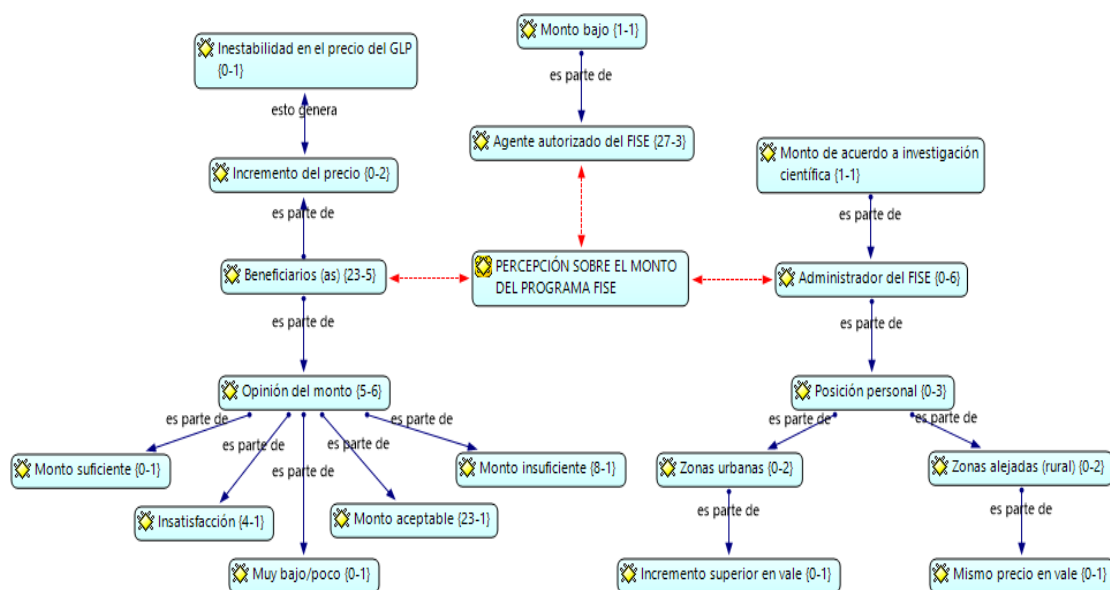 Monto bajo {1-1}
Inestabilidad en el precio del GLP
{0-1}
es parte de
esto genera
Agente autorizado del FISE {27-3}
Monto de acuerdo a investigación
científica {1-1}
Incremento del precio {0-2}
es parte de
es parte de
Beneficiarios (as) {23-5}
PERCEPCIÓN SOBRE EL MONTO
DEL PROGRAMA FISE
Administrador del FISE {0-6}
es parte de
es parte de
Opinión del monto {5-6}
Posición personal {0-3}
es parte de
es parte de
es parte de
es parte de
es parte de
es parte de
es parte de
Monto suficiente {0-1}
Monto insuficiente {8-1}
Zonas urbanas {0-2}
Zonas alejadas (rural) {0-2}
es parte de
es parte de
Insatisfacción {4-1}
Monto aceptable {23-1}
Muy bajo/poco {0-1}
Incremento superior en vale {0-1}
Mismo precio en vale {0-1}